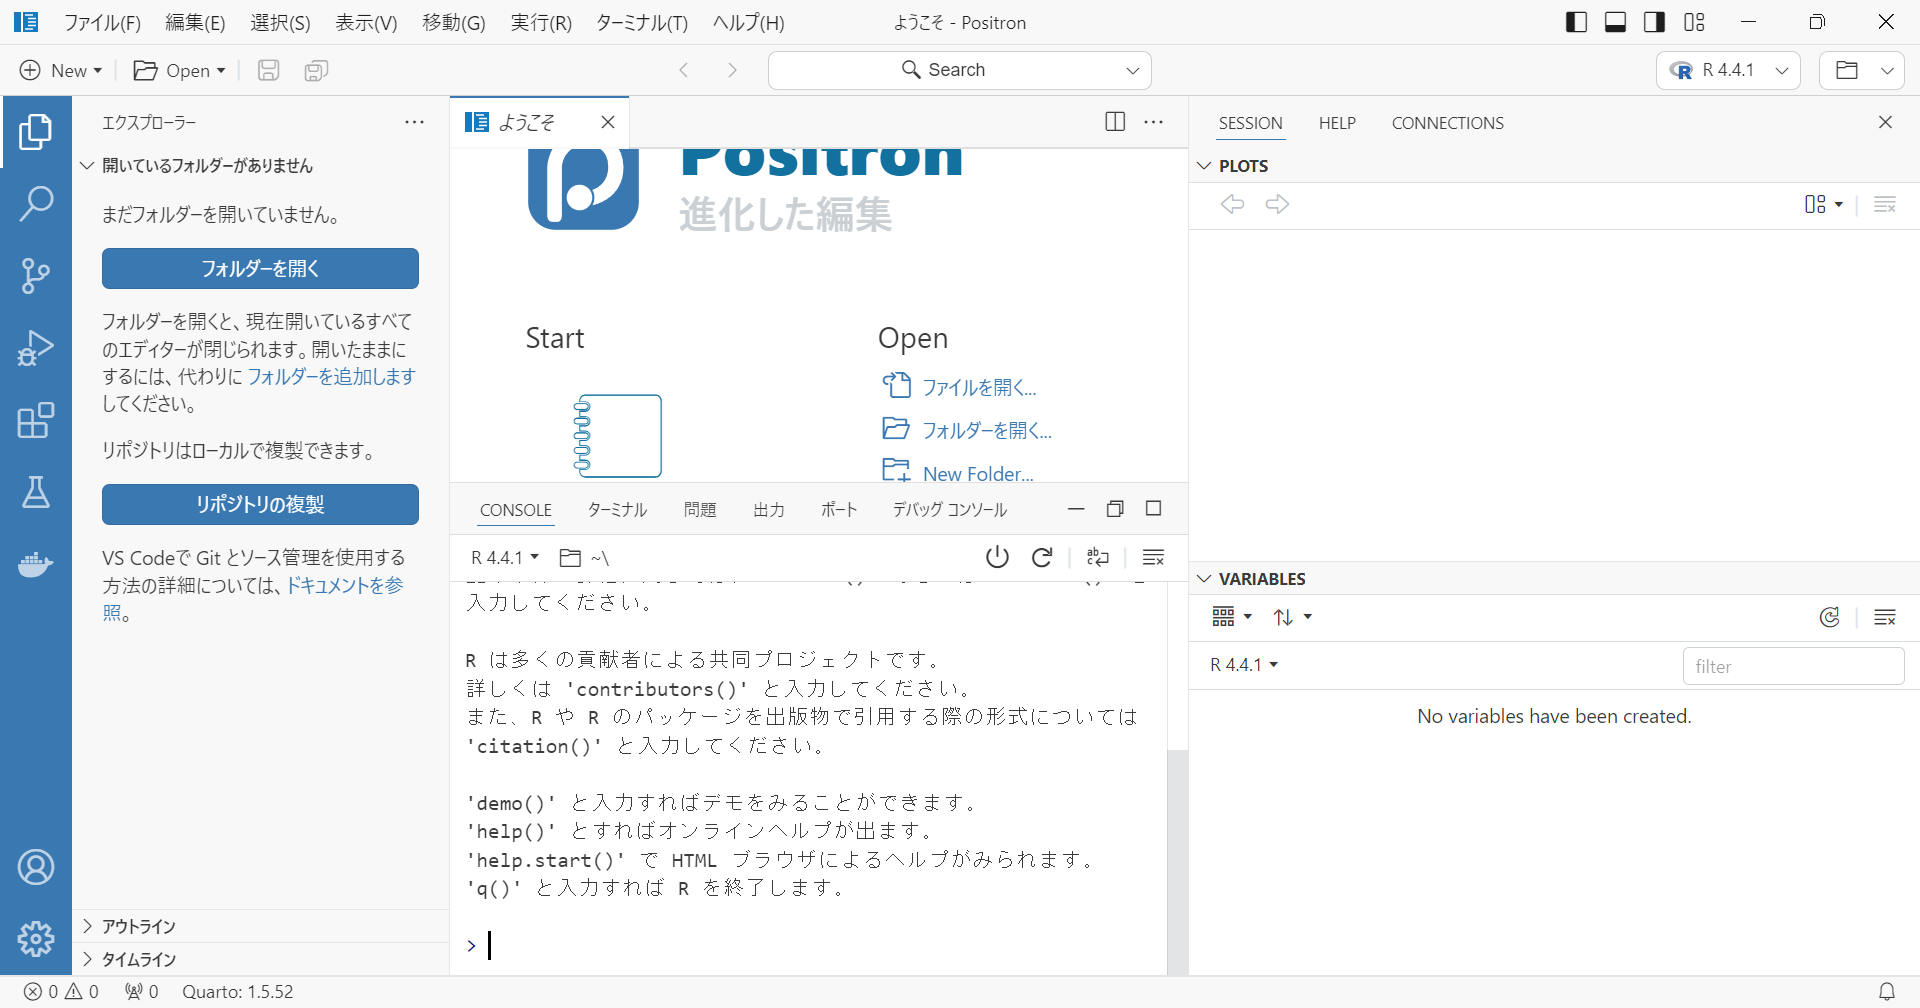 ファイル(F) 編集(E) 選択(S) 表示(V) 移動(G) 実行(R) ターミナル(T) ヘルプ(H) ようこそ - Positron
New Open Search R 4.4.1
エクスプローラー
開いているフォルダーがありません
まだフォルダーを開いていません。
フォルダーを開く
フォルダーを開くと、現在開いているすべて
のエディターが閉じられます。開いたままに
するには、代わりに フォルダーを追加します
してください。
リポジトリはローカルで複製できます。
リポジトリの複製
VS Codeで Git とソース管理を使用する
方法の詳細については、ドキュメントを参
照。
アウトライン
タイムライン
ようこそ
Positron
進化した編集
Start
Open
ファイルを開く...
フォルダーを開く...
New Folder...
CONSOLE ターミナル 問題 出力 ポート デバッグ コンソール
R 4.4.1 ~\
入力してください。
R は多くの貢献者による共同プロジェクトです。
詳しくは 'contributors()' と入力してください。
また、R や R のパッケージを出版物で引用する際の形式については
'citation()' と入力してください。
'demo()' と入力すればデモをみることができます。
'help()' とすればオンラインヘルプが出ます。
'help.start()' で HTML ブラウザによるヘルプがみられます。
'q()' と入力すれば R を終了します。
>
SESSION HELP CONNECTIONS
PLOTS
VARIABLES
R 4.4.1 filter
No variables have been created.
0 0 0 Quarto: 1.5.52